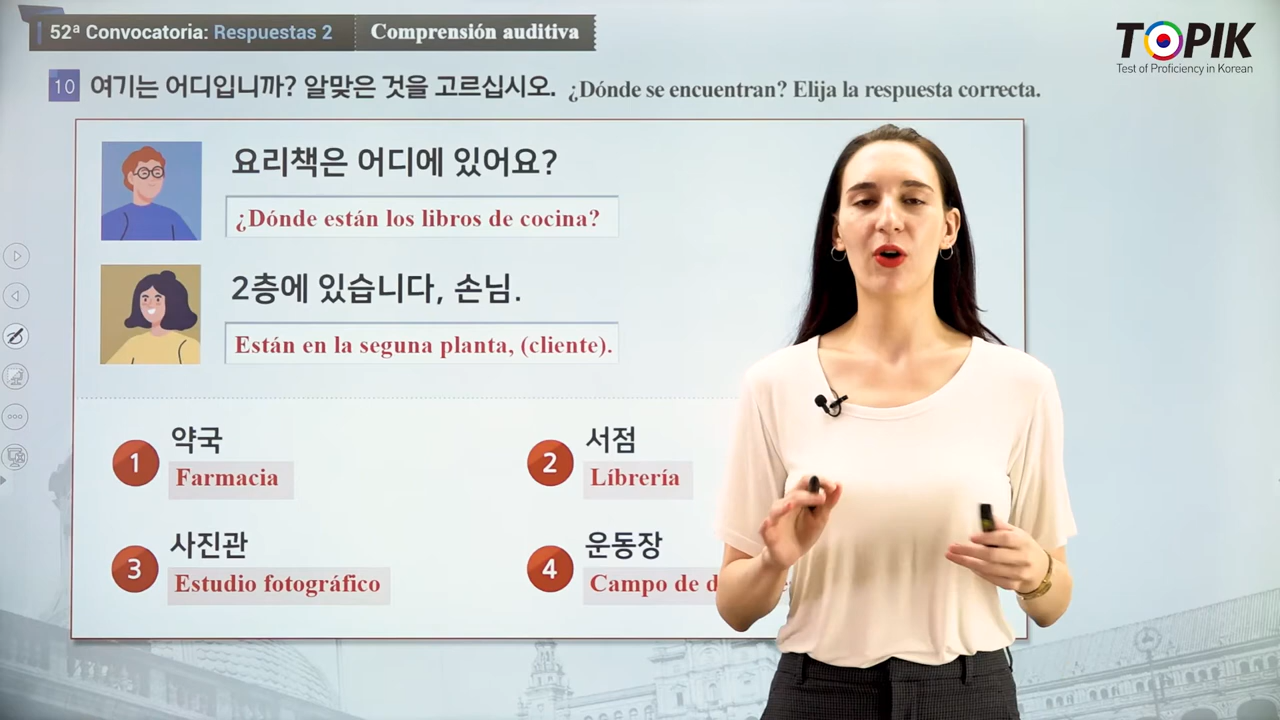 52ª Convocatoria: Respuestas 2 Comprensión auditiva
TOPIK
Test of Proficiency in Korean
10 여기는 어디입니까? 알맞은 것을 고르십시오. ¿Dónde se encuentran? Elija la respuesta correcta.
요리책은 어디에 있어요?
¿Dónde están los libros de cocina?
2층에 있습니다, 손님.
Están en la seguna planta, (cliente).
1 약국
Farmacia
2 서점
Líbrería
3 사진관
Estudio fotográfico
4 운동장
Campo de